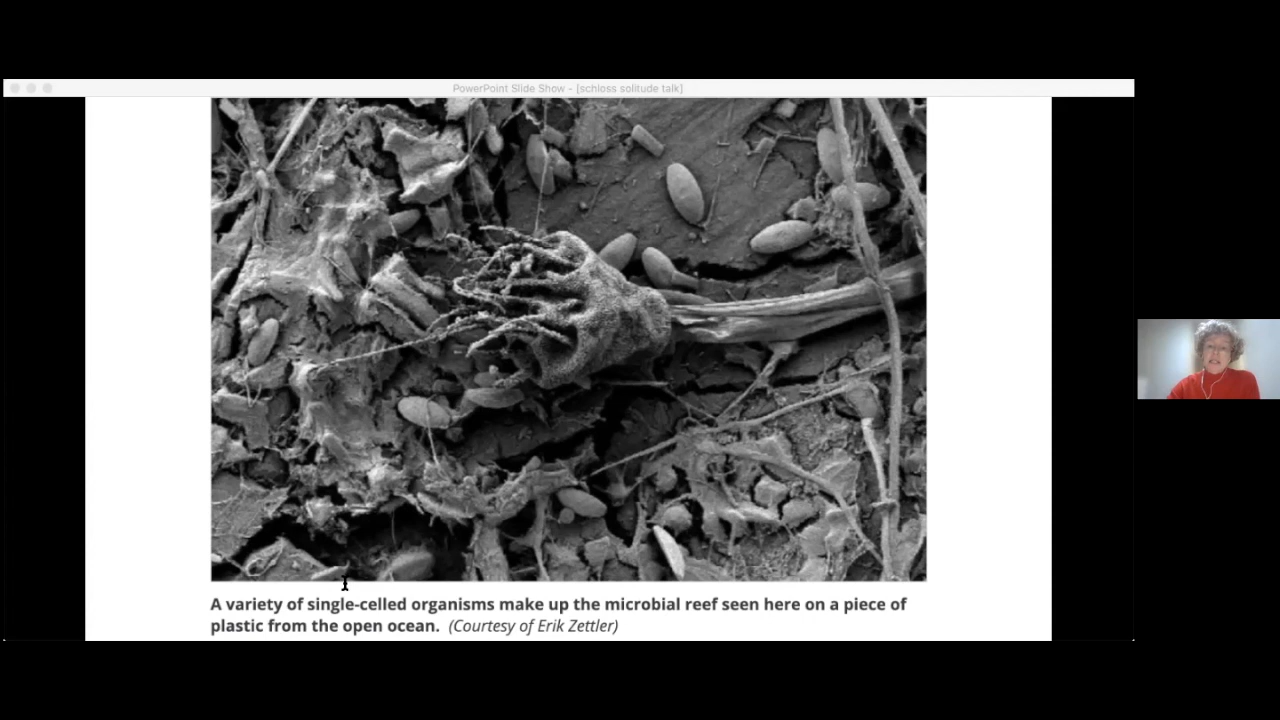 PowerPoint Slide Show - [schloss solitude talk]
A variety of single-celled organisms make up the microbial reef seen here on a piece of
plastic from the open ocean. (Courtesy of Erik Zettler)